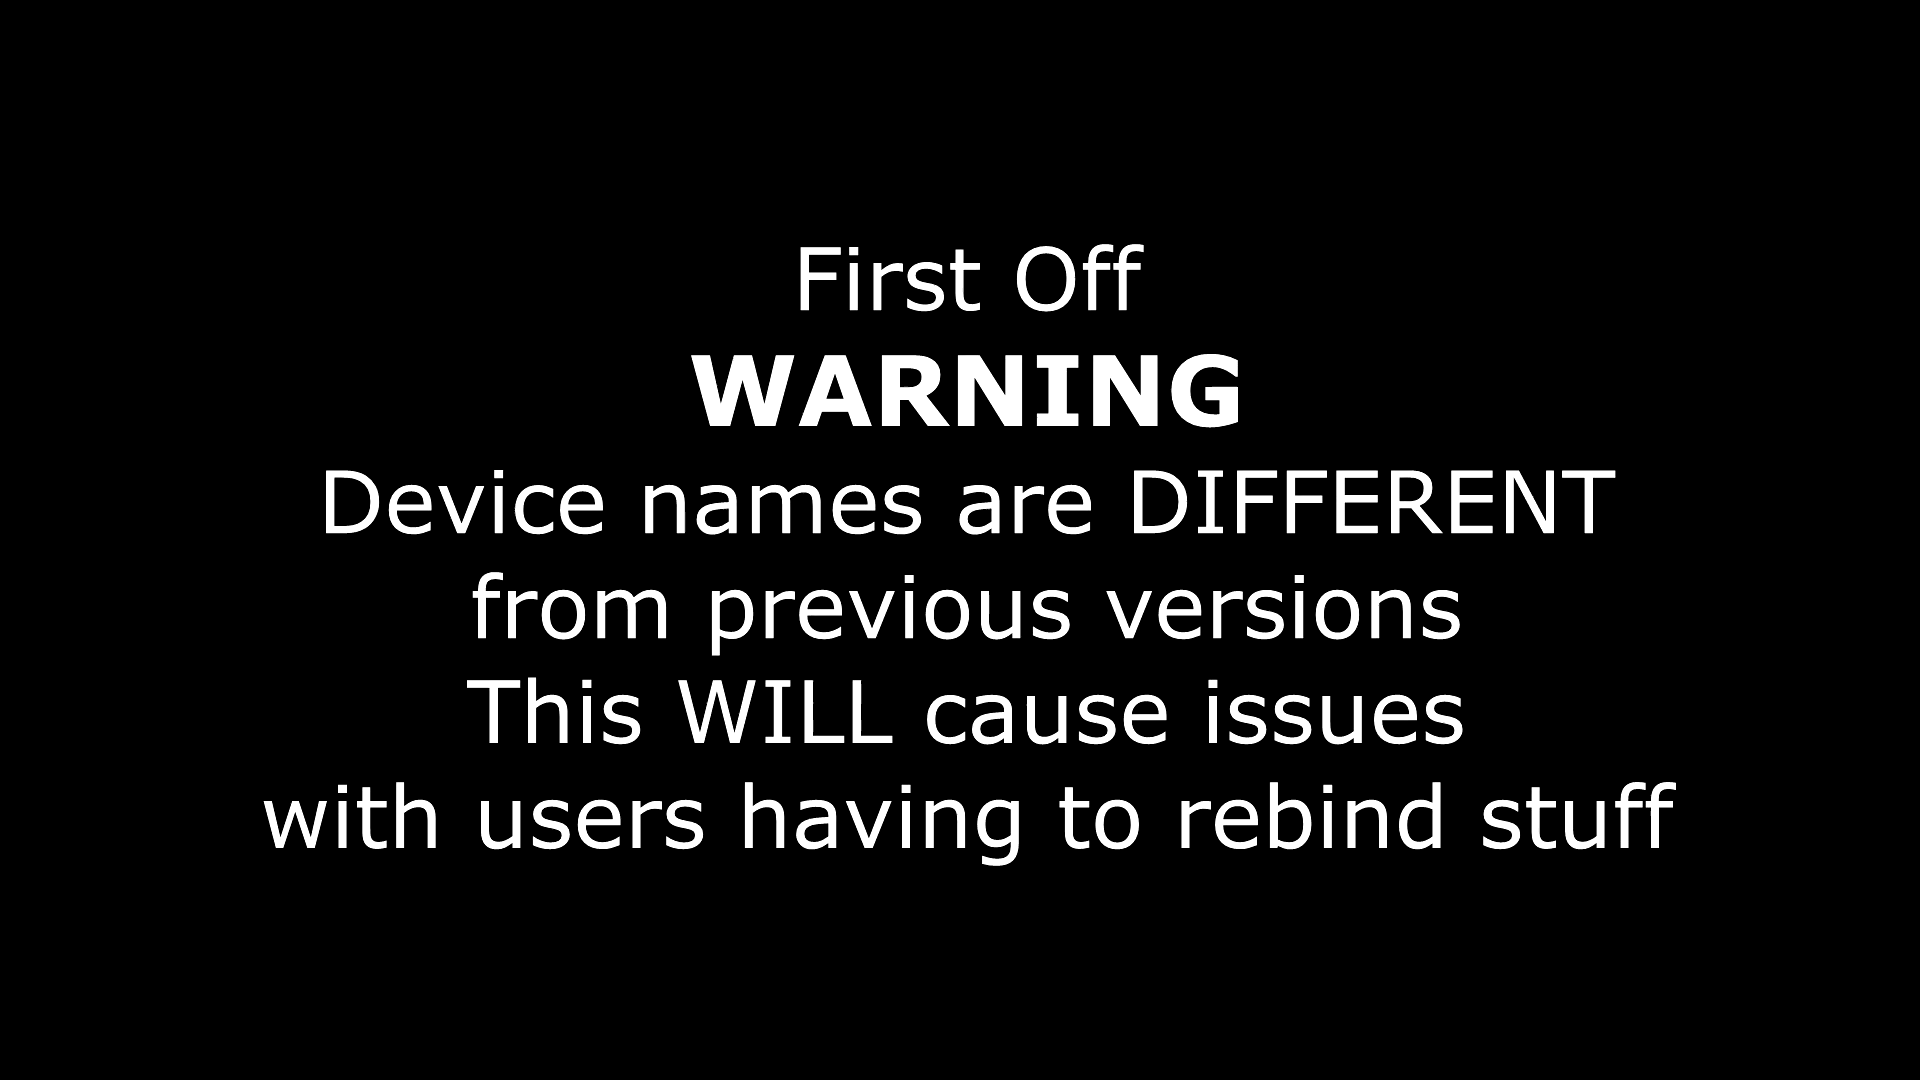 First Off
WARNING
Device names are DIFFERENT
from previous versions
This WILL cause issues
with users having to rebind stuff